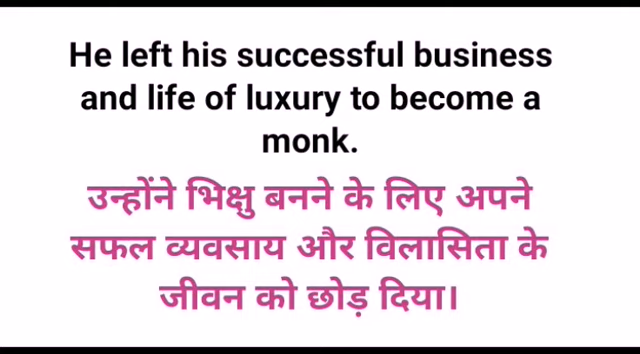 He left his successful business
and life of luxury to become a
monk.
उन्होंने भिक्षु बनने के लिए अपने
सफल व्यवसाय और विलासिता के
जीवन को छोड़ दिया।